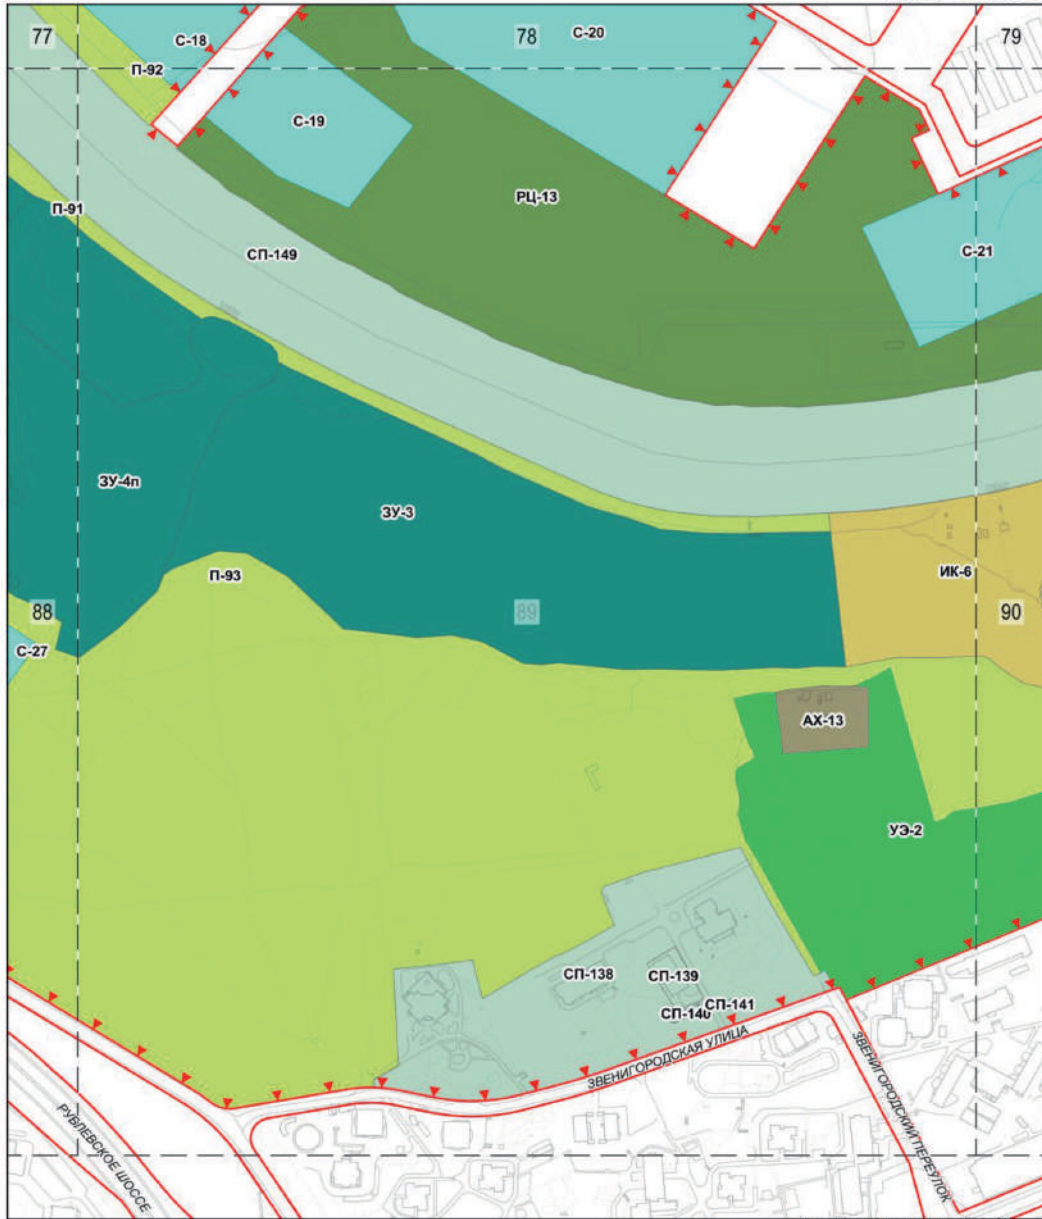 77
С-18
78
С-20
79
П-92
С-19
РЦ-13
П-91
СП-149
С-21
ЗУ-4п
ЗУ-3
П-93
ИК-6
88
89
90
С-27
АХ-13
УЭ-2
СП-138
СП-139
СП-140
СП-141
ЗВЕНИГОРОДСКАЯ УЛИЦА
ЗВЕНИГОРОДСКИЙ ПЕРЕУЛОК
РУБЛЕВСКОЕ ШОССЕ